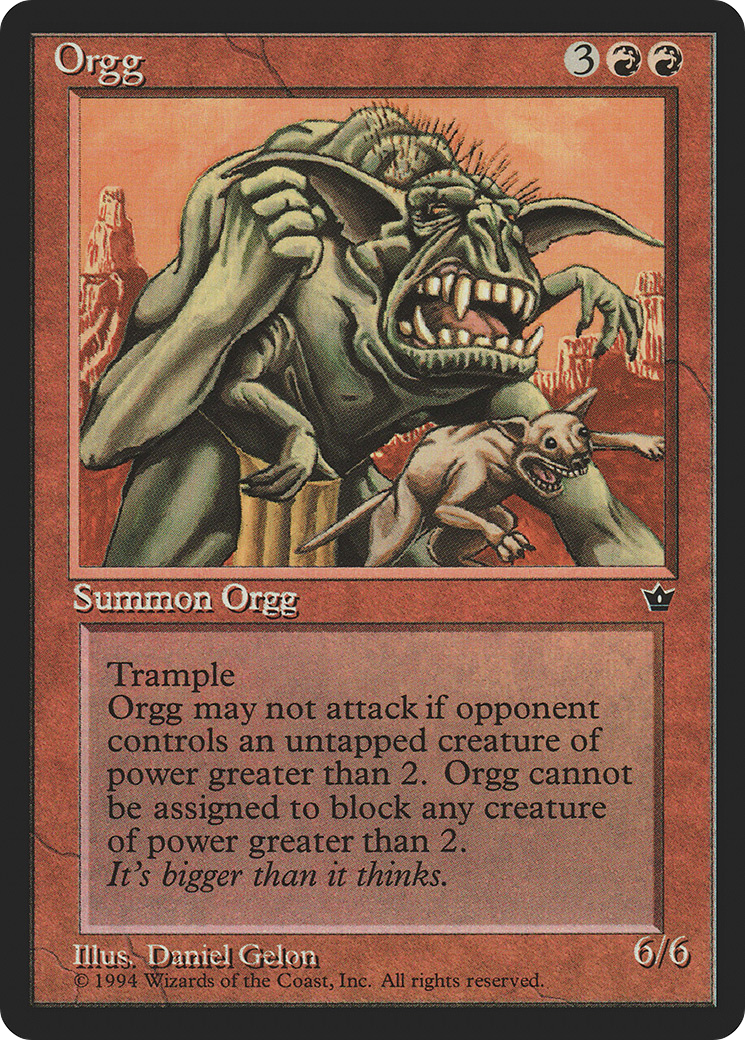 Orgg 3
Summon Orgg
Trample
Orgg may not attack if opponent
controls an untapped creature of
power greater than 2. Orgg cannot
be assigned to block any creature
of power greater than 2.
It's bigger than it thinks.
Illus. Daniel Gelon 6/6
© 1994 Wizards of the Coast, Inc. All rights reserved.